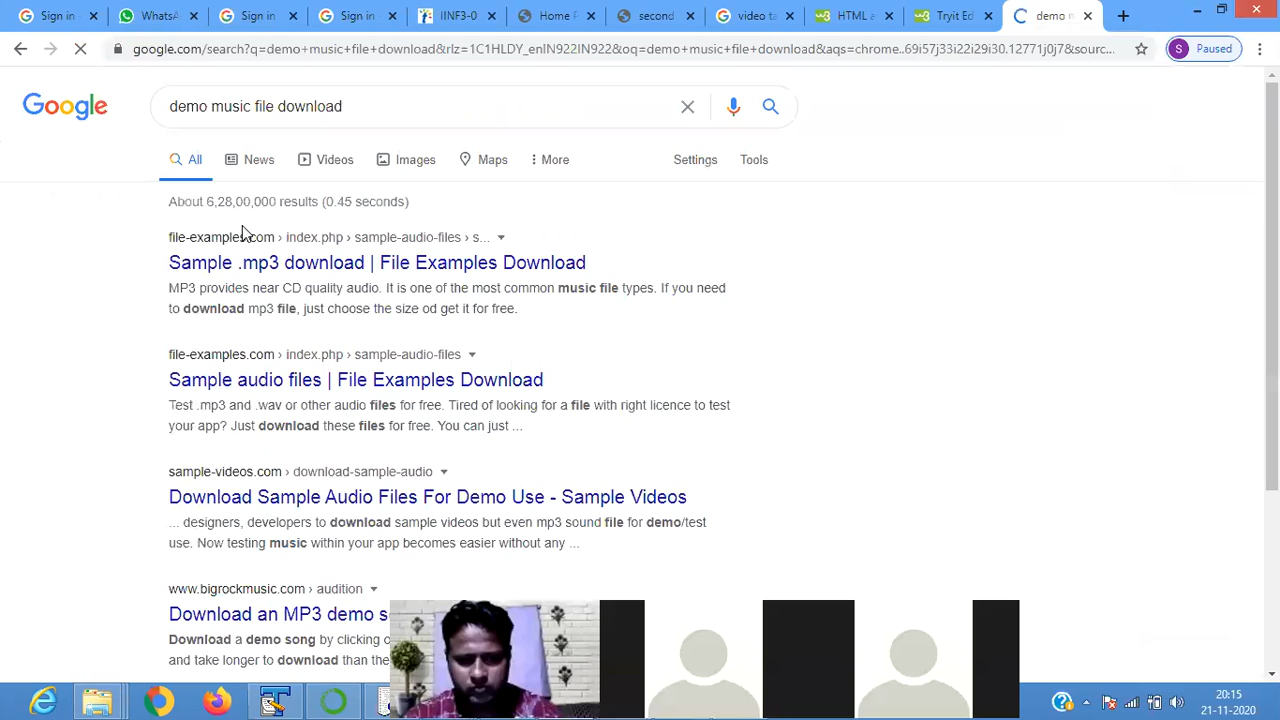 Sign in
WhatsA
Sign in
Sign in
IINF3-0
Home P
second
video ta
HTML a
Tryit Ed
demo m
google.com/search?q=demo+music+file+download&rlz=1C1HLDY_enIN922IN922&oq=demo+music+file+download&aqs=chrome..69i57j33i22i29i30.12771j0j7&sourc...
S Paused
Google
demo music file download
All News Videos Images Maps More Settings Tools
About 6,28,00,000 results (0.45 seconds)
file-examples.com › index.php › sample-audio-files › s...
Sample .mp3 download | File Examples Download
MP3 provides near CD quality audio. It is one of the most common music file types. If you need
to download mp3 file, just choose the size od get it for free.
file-examples.com › index.php › sample-audio-files
Sample audio files | File Examples Download
Test .mp3 and .wav or other audio files for free. Tired of looking for a file with right licence to test
your app? Just download these files for free. You can just ...
sample-videos.com › download-sample-audio
Download Sample Audio Files For Demo Use - Sample Videos
... designers, developers to download sample videos but even mp3 sound file for demo/test
use. Now testing music within your app becomes easier without any ...
www.bigrockmusic.com › audition
Download an MP3 demo s
Download a demo song by clicking o
and take longer to download than the
20:15
21-11-2020